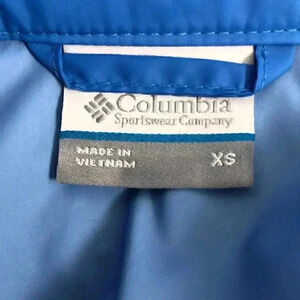 Columbia
Sportswear Company
MADE IN
VIETNAM
XS